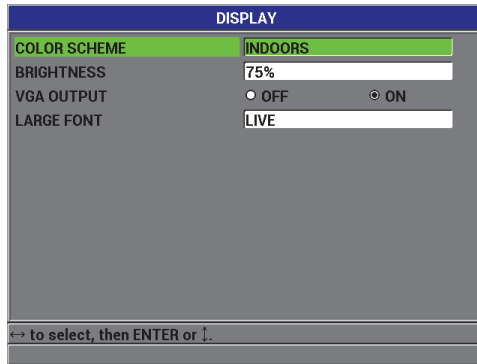 DISPLAY
COLOR SCHEME INDOORS
BRIGHTNESS 75%
VGA OUTPUT OFF ON
LARGE FONT LIVE
↔ to select, then ENTER or ↕.